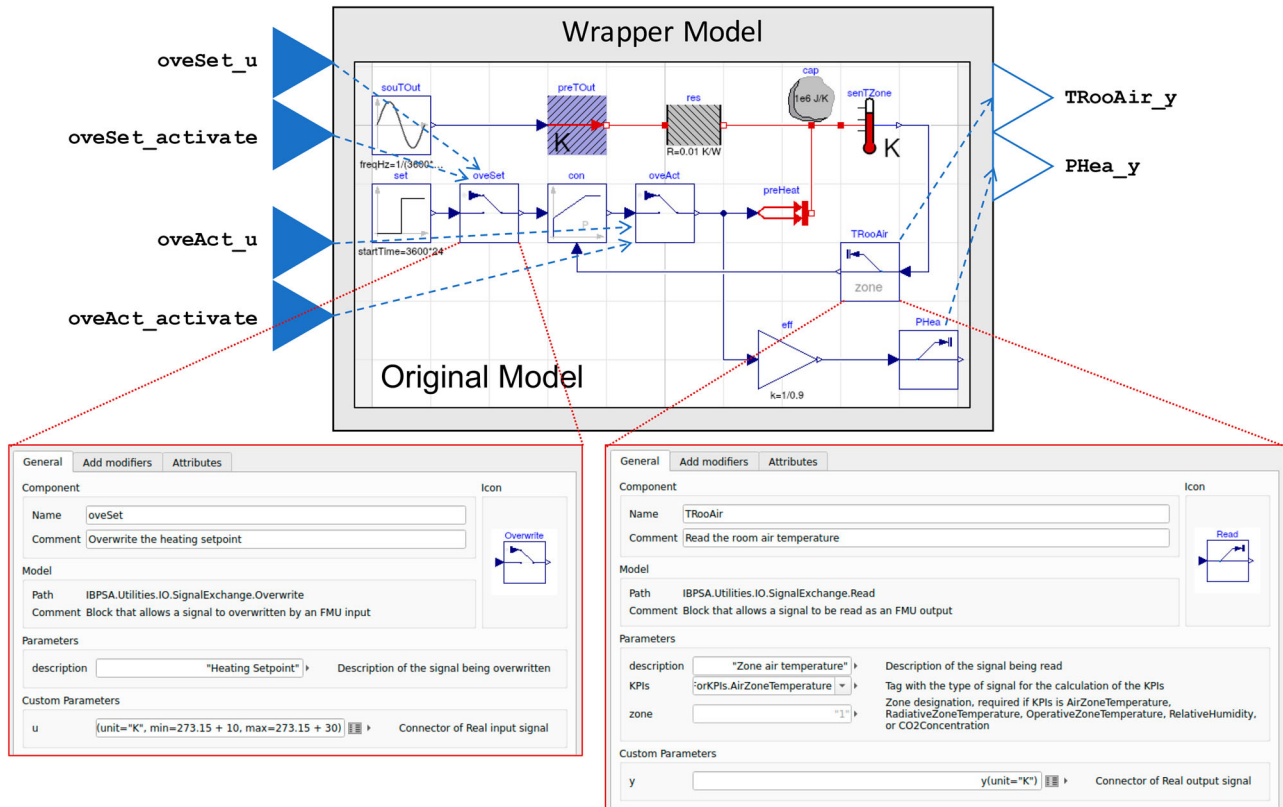 Wrapper Model
oveSet_u
oveSet_activate
oveAct_u
oveAct_activate
TRooAir_y
PHea_y
souTOut
preTOut
res
cap
senTZone
1e6 J/K
K
K
R=0.01 K/W
freqHz=1/(3600*...
set
oveSet
con
oveAct
preHeat
P
startTime=3600*24
TRooAir
zone
eff
PHea
k=1/0.9
Original Model
General Add modifiers Attributes
Component
Icon
Name oveSet
Comment Overwrite the heating setpoint
Overwrite
Model
Path IBPSA.Utilities.IO.SignalExchange.Overwrite
Comment Block that allows a signal to overwritten by an FMU input
Parameters
description "Heating Setpoint" Description of the signal being overwritten
Custom Parameters
u (unit="K", min=273.15 + 10, max=273.15 + 30) Connector of Real input signal
General Add modifiers Attributes
Component
Icon
Name TRooAir
Comment Read the room air temperature
Read
Model
Path IBPSA.Utilities.IO.SignalExchange.Read
Comment Block that allows a signal to be read as an FMU output
Parameters
description "Zone air temperature" Description of the signal being read
KPIs ForKPIs.AirZoneTemperature Tag with the type of signal for the calculation of the KPIs
zone "1" Zone designation, required if KPIs is AirZoneTemperature,
RadiativeZoneTemperature, OperativeZoneTemperature, RelativeHumidity,
or CO2Concentration
Custom Parameters
y y(unit="K") Connector of Real output signal